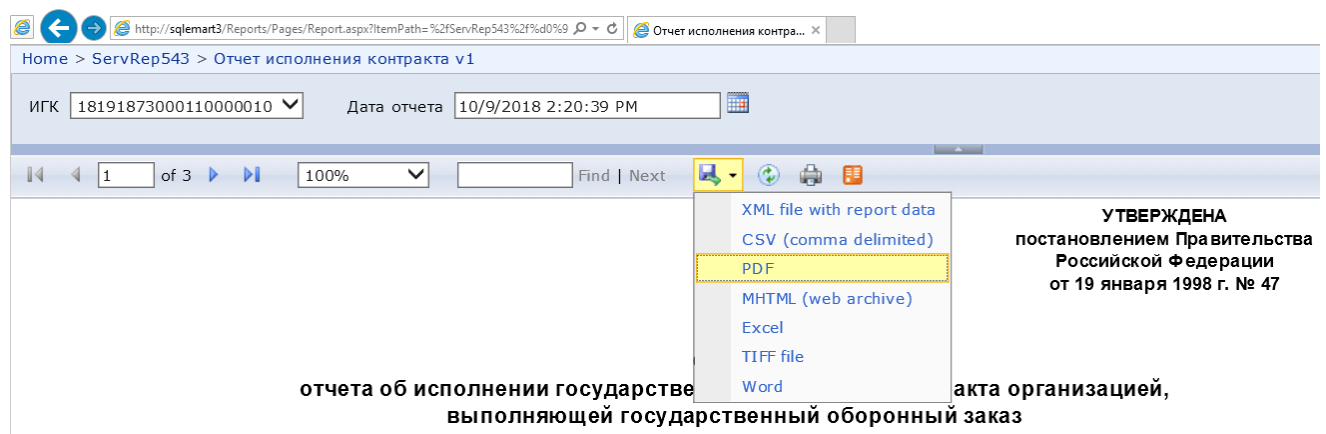 http://sqlemart3/Reports/Pages/Report.aspx?ItemPath=%2fServRep543%2f%d0%9
Отчет исполнения контра...
Home > ServRep543 > Отчет исполнения контракта v1
ИГК 18191873000110000010 Дата отчета 10/9/2018 2:20:39 PM
1 of 3 100% Find | Next
XML file with report data
CSV (comma delimited)
PDF
MHTML (web archive)
Excel
TIFF file
Word
УТВЕРЖДЕНА
постановлением Правительства
Российской Федерации
от 19 января 1998 г. № 47
отчета об исполнении государстве акта организацией,
выполняющей государственный оборонный заказ